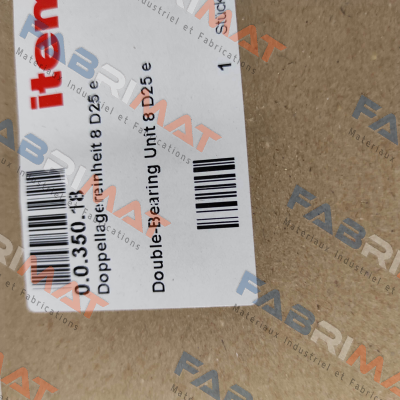 item
0.0.350.18
Doppellagereinheit 8 D25 e
Double-Bearing Unit 8 D25 e
1 Stück
FABRIMAT
Materiaux Industriel et Fabrications